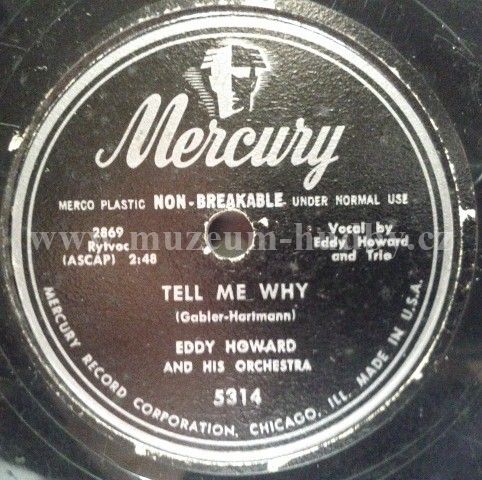 Mercury
MERCO PLASTIC NON-BREAKABLE UNDER NORMAL USE
2869
Rytvoc
(ASCAP) 2:48
Vocal by
Eddy Howard
and Trio
www.muzeum-hudby.cz
TELL ME WHY
(Gabler-Hartmann)
EDDY HOWARD
AND HIS ORCHESTRA
5314
MERCURY RECORD CORPORATION, CHICAGO, ILL. MADE IN U.S.A.